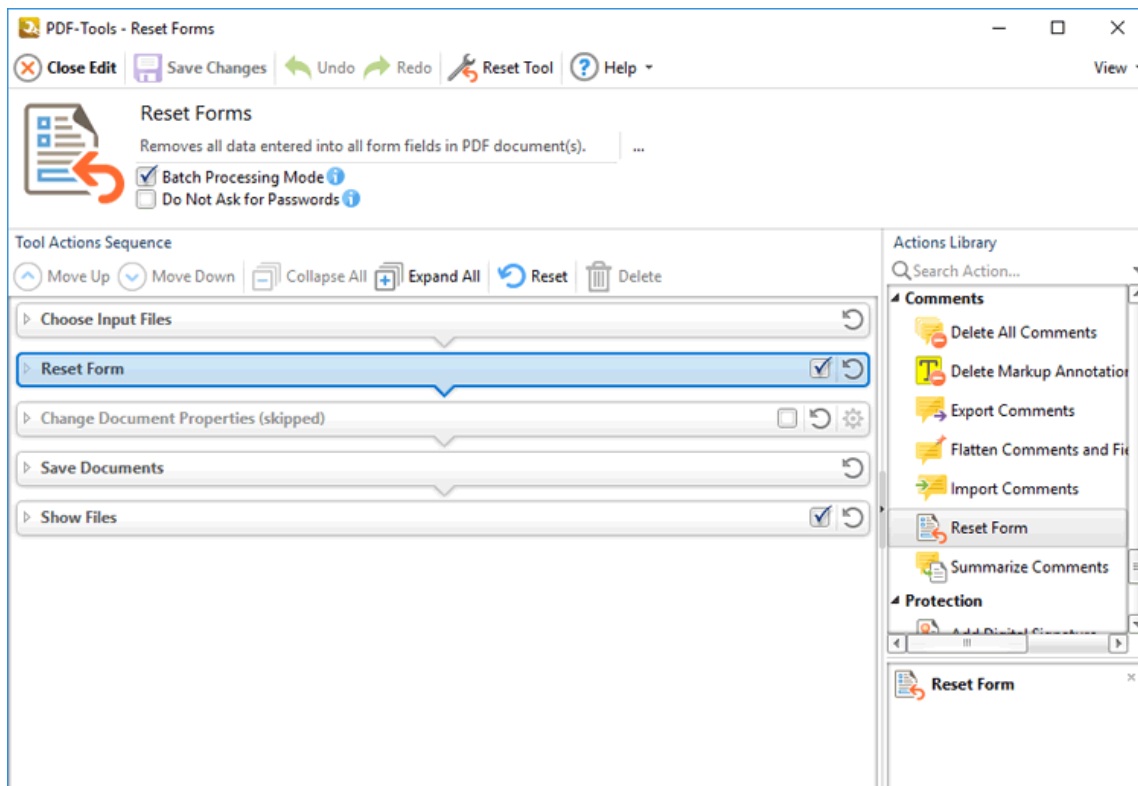 PDF-Tools - Reset Forms
Close Edit Save Changes Undo Redo Reset Tool Help View
Reset Forms
Removes all data entered into all form fields in PDF document(s). ...
Batch Processing Mode
Do Not Ask for Passwords
Tool Actions Sequence
Move Up Move Down Collapse All Expand All Reset Delete
Choose Input Files
Reset Form
Change Document Properties (skipped)
Save Documents
Show Files
Actions Library
Search Action...
Comments
Delete All Comments
Delete Markup Annotation
Export Comments
Flatten Comments and Fie
Import Comments
Reset Form
Summarize Comments
Protection
Add Digital Signature
Reset Form